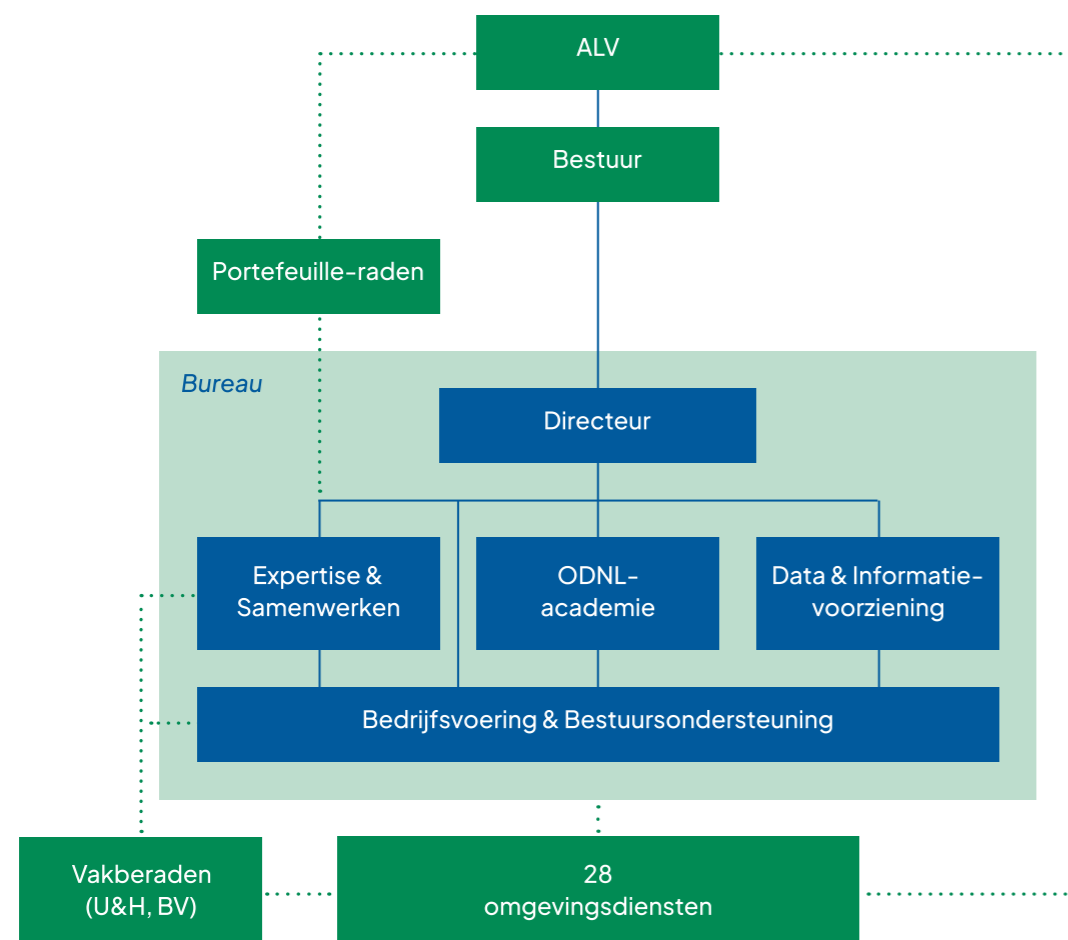 ALV
Bestuur
Portefeuille-raden
Bureau
Directeur
Expertise &
Samenwerken
ODNL-
academie
Data & Informatie-
voorziening
Bedrijfsvoering & Bestuursondersteuning
Vakberaden
(U&H, BV)
28
omgevingsdiensten